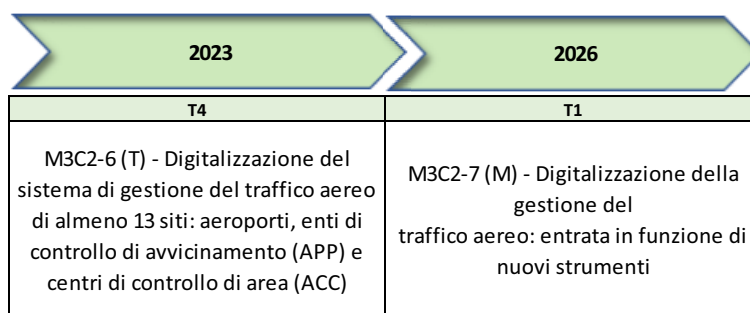 2023
2026
T4
T1
M3C2-6 (T) - Digitalizzazione del
sistema di gestione del traffico aereo
di almeno 13 siti: aeroporti, enti di
controllo di avvicinamento (APP) e
centri di controllo di area (ACC)
M3C2-7 (M) - Digitalizzazione della
gestione del
traffico aereo: entrata in funzione di
nuovi strumenti